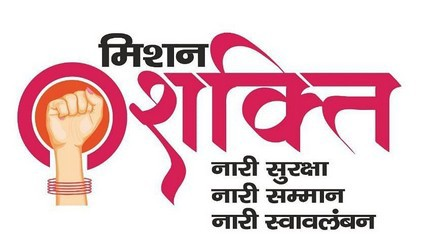 मिशन
शक्ति
नारी सुरक्षा
नारी सम्मान
नारी स्वावलंबन